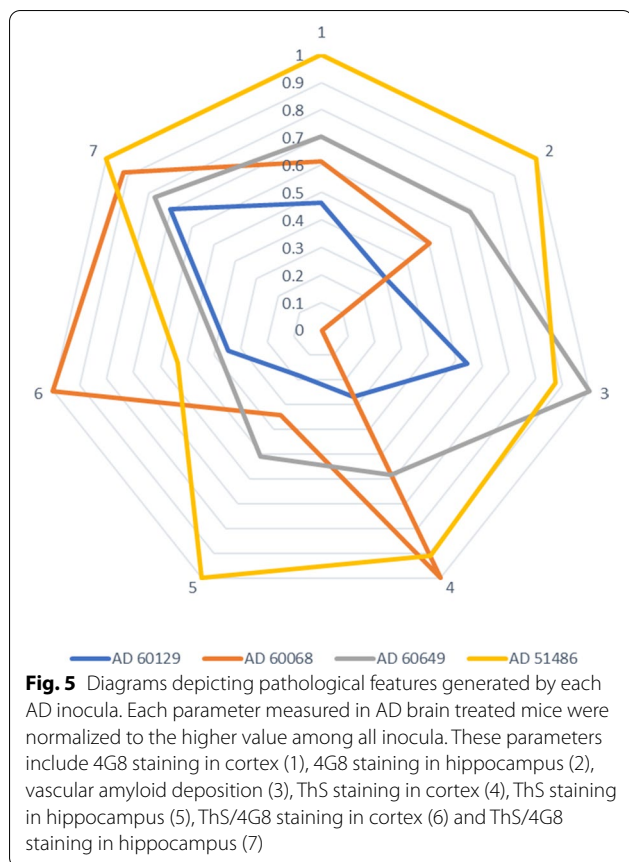 1
1
0.9
0.8
0.7
0.6
0.5
0.4
0.3
0.2
0.1
0
2
3
4
5
6
7
AD 60129 AD 60068 AD 60649 AD 51486
Fig. 5 Diagrams depicting pathological features generated by each
AD inocula. Each parameter measured in AD brain treated mice were
normalized to the higher value among all inocula. These parameters
include 4G8 staining in cortex (1), 4G8 staining in hippocampus (2),
vascular amyloid deposition (3), ThS staining in cortex (4), ThS staining
in hippocampus (5), ThS/4G8 staining in cortex (6) and ThS/4G8
staining in hippocampus (7)